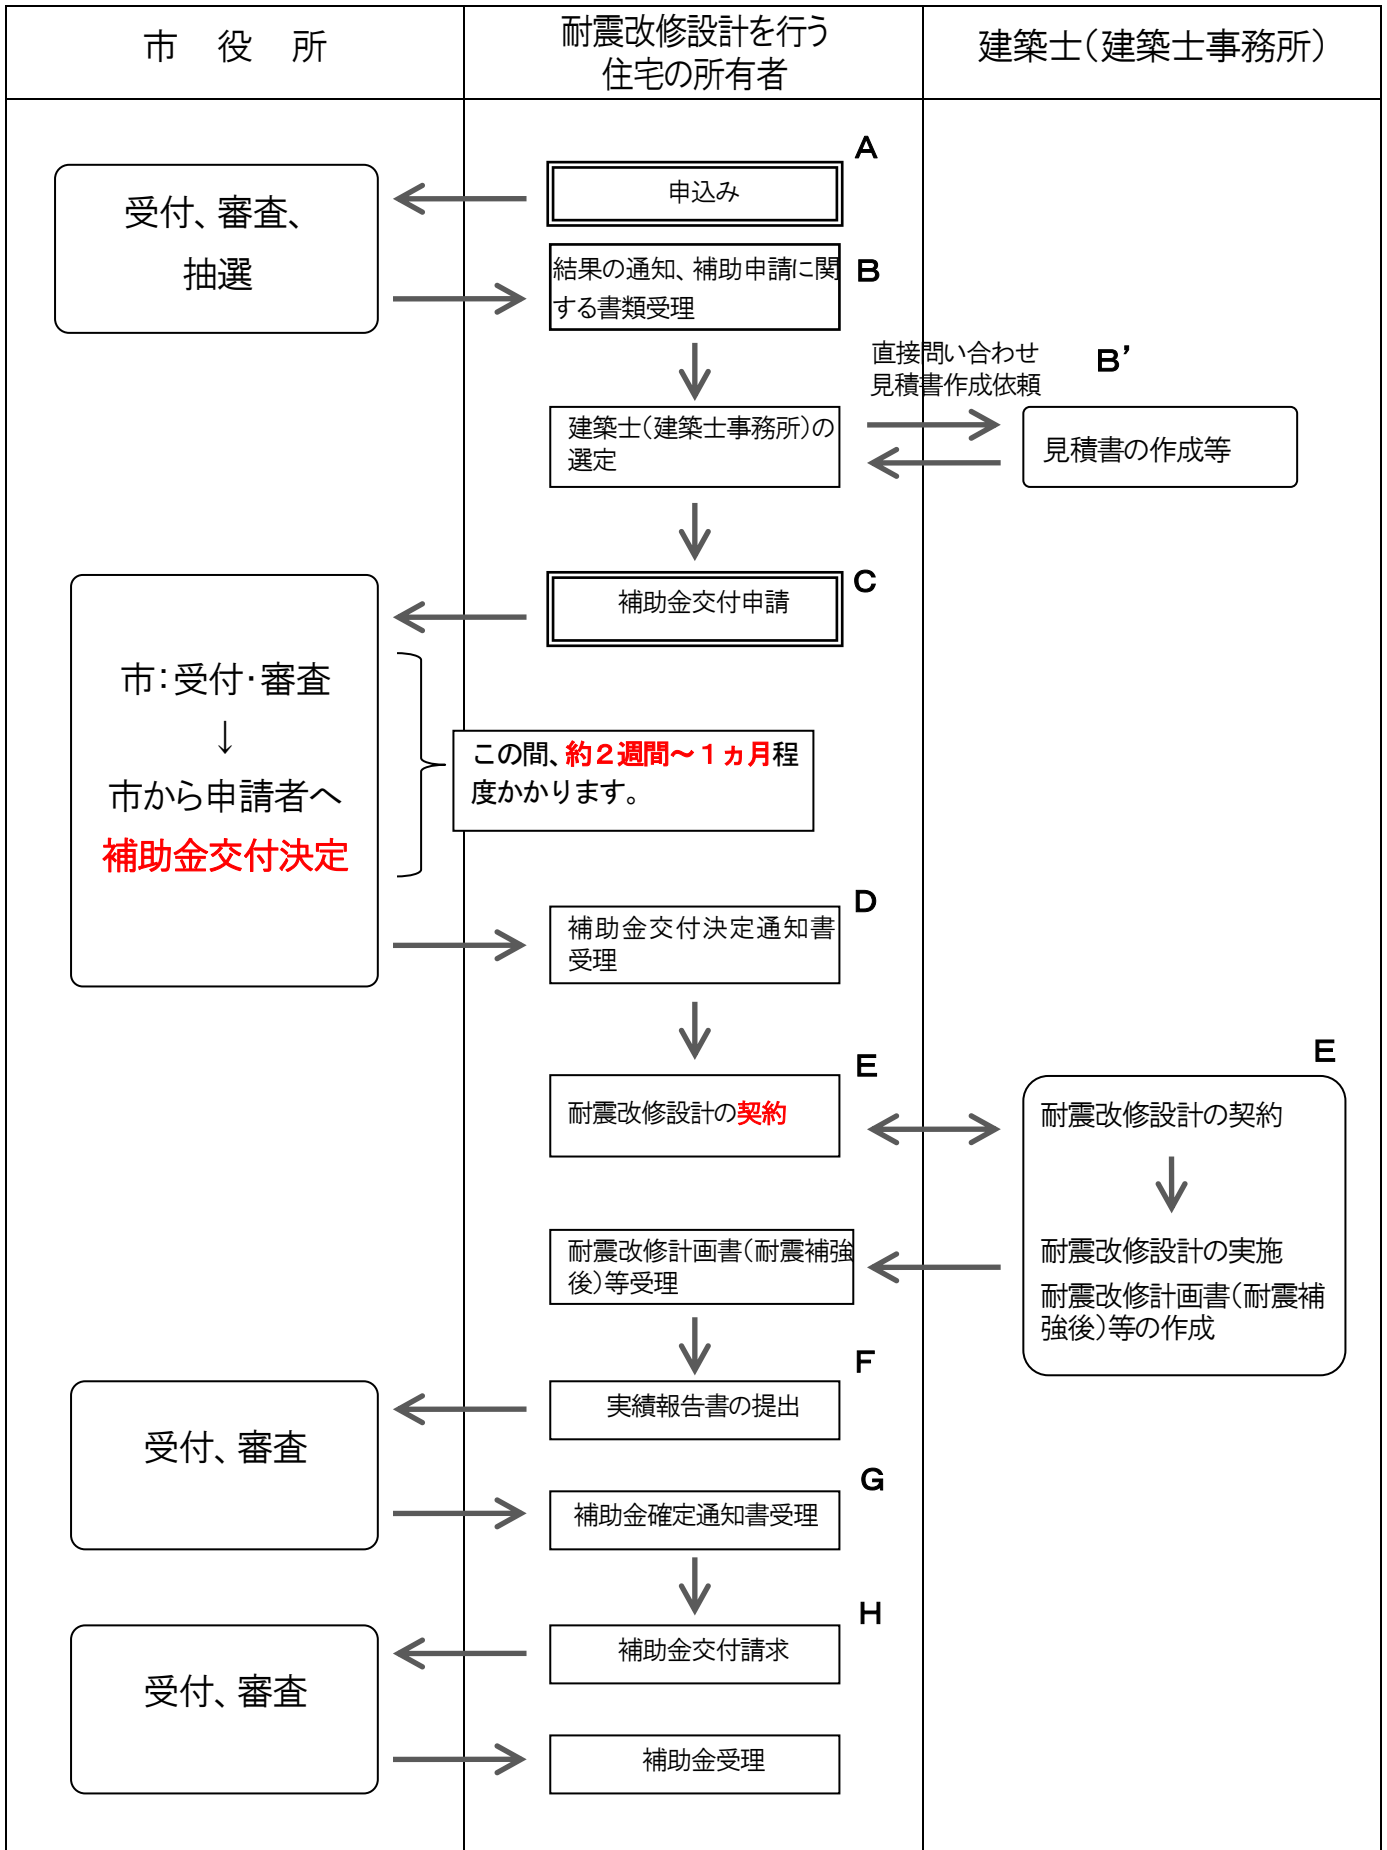 市　役　所
耐震改修設計を行う
住宅の所有者
建築士（建築士事務所）
A
申込み
受付、審査、
抽選
B
結果の通知、補助申請に関
する書類受理
直接問い合わせ
見積書作成依頼
B’
建築士（建築士事務所）の
選定
見積書の作成等
C
補助金交付申請
市：受付・審査
↓
市から申請者へ
補助金交付決定
この間、約２週間～１ヵ月程
度かかります。
D
補助金交付決定通知書
受理
E
耐震改修設計の契約
E
耐震改修設計の契約
耐震改修設計の実施
耐震改修計画書（耐震補
強後）等の作成
耐震改修計画書（耐震補強
後）等受理
F
実績報告書の提出
受付、審査
G
補助金確定通知書受理
H
補助金交付請求
受付、審査
補助金受理